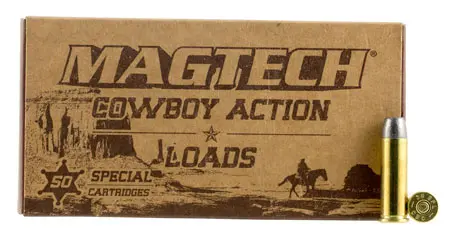 MAGTECH®
COWBOY ACTION
LOADS
50 SPECIAL
CARTRIDGES